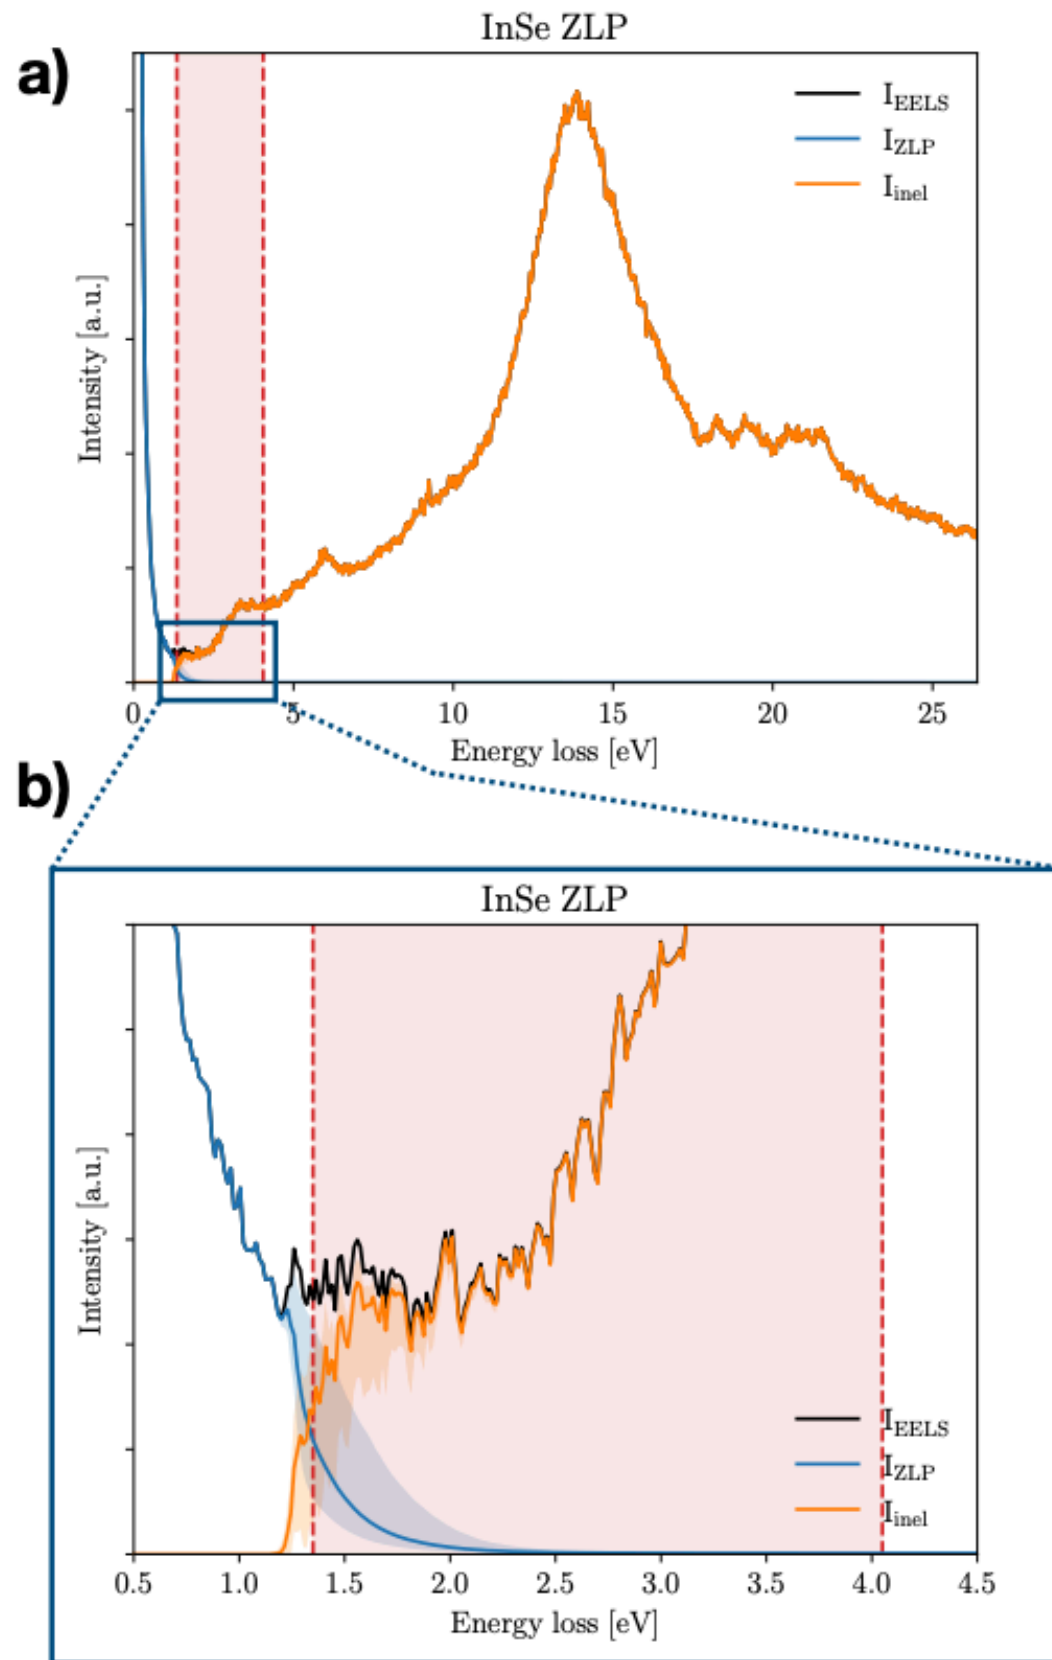 a)
InSe ZLP
I_EELS
I_ZLP
I_inel
Intensity [a.u.]
0 5 10 15 20 25
Energy loss [eV]
b)
InSe ZLP
Intensity [a.u.]
I_EELS
I_ZLP
I_inel
0.5 1.0 1.5 2.0 2.5 3.0 3.5 4.0 4.5
Energy loss [eV]